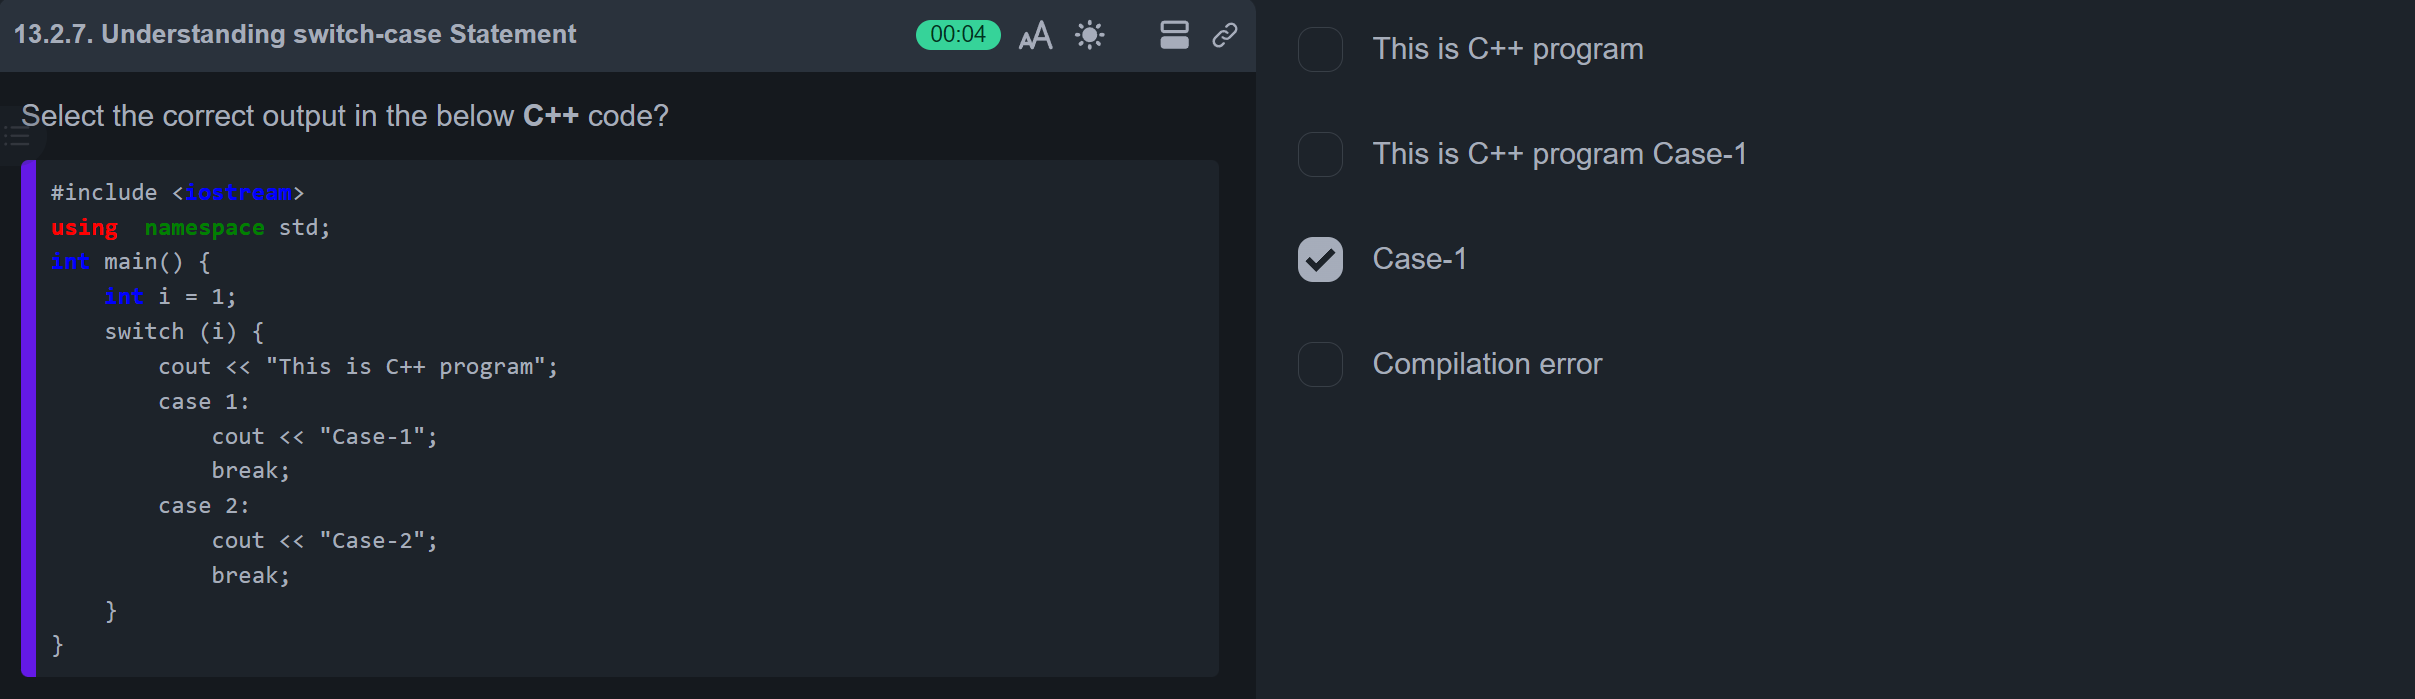 13.2.7. Understanding switch-case Statement
00:04
Select the correct output in the below C++ code?
#include <iostream>
using  namespace std;
int main() {
    int i = 1;
    switch (i) {
        cout << "This is C++ program";
        case 1:
            cout << "Case-1";
            break;
        case 2:
            cout << "Case-2";
            break;
    }
}
This is C++ program
This is C++ program Case-1
Case-1
Compilation error